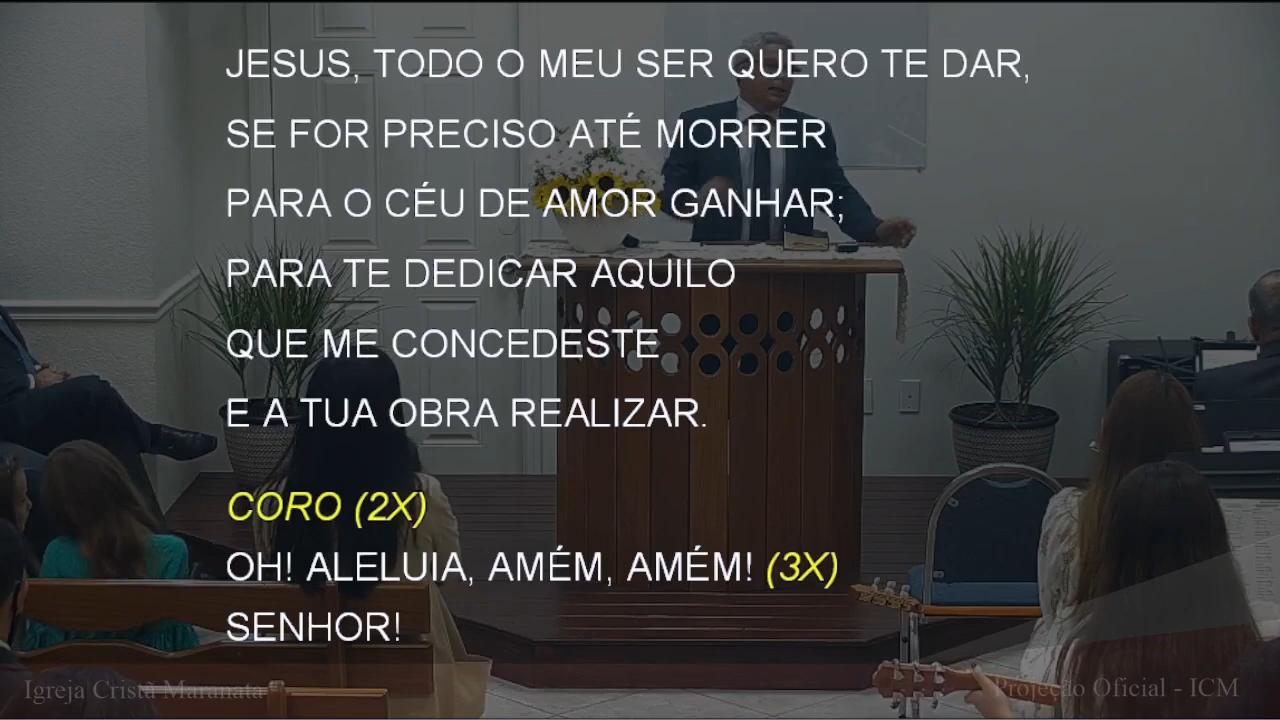 JESUS, TODO O MEU SER QUERO TE DAR,
SE FOR PRECISO ATÉ MORRER
PARA O CÉU DE AMOR GANHAR;
PARA TE DEDICAR AQUILO
QUE ME CONCEDESTE
E A TUA OBRA REALIZAR.
CORO (2X)
OH! ALELUIA, AMÉM, AMÉM! (3X)
SENHOR!
Igreja Cristã Maranata
Projeção Oficial - ICM